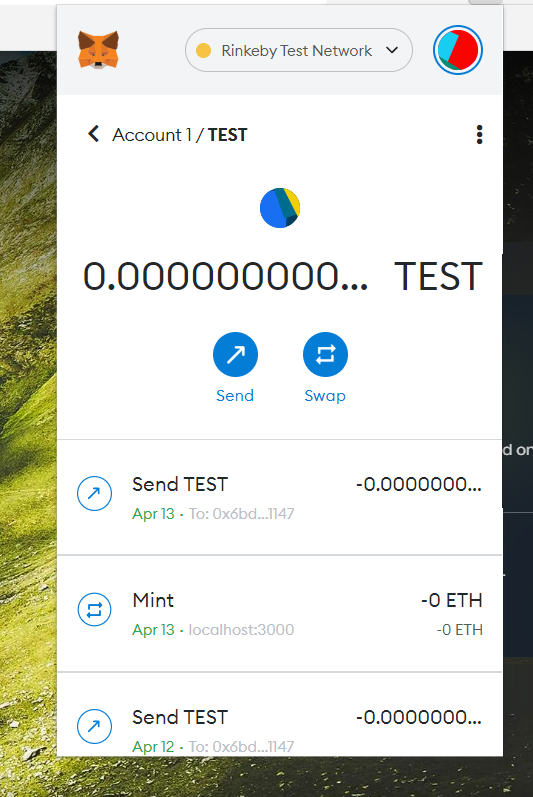 Rinkeby Test Network
Account 1 / TEST
0.000000000... TEST
Send Swap
Send TEST -0.0000000...
Apr 13 · To: 0x6bd...1147
d on
Mint -0 ETH
Apr 13 · localhost:3000 -0 ETH
Send TEST -0.0000000...
Apr 12 · To: 0x6bd...1147